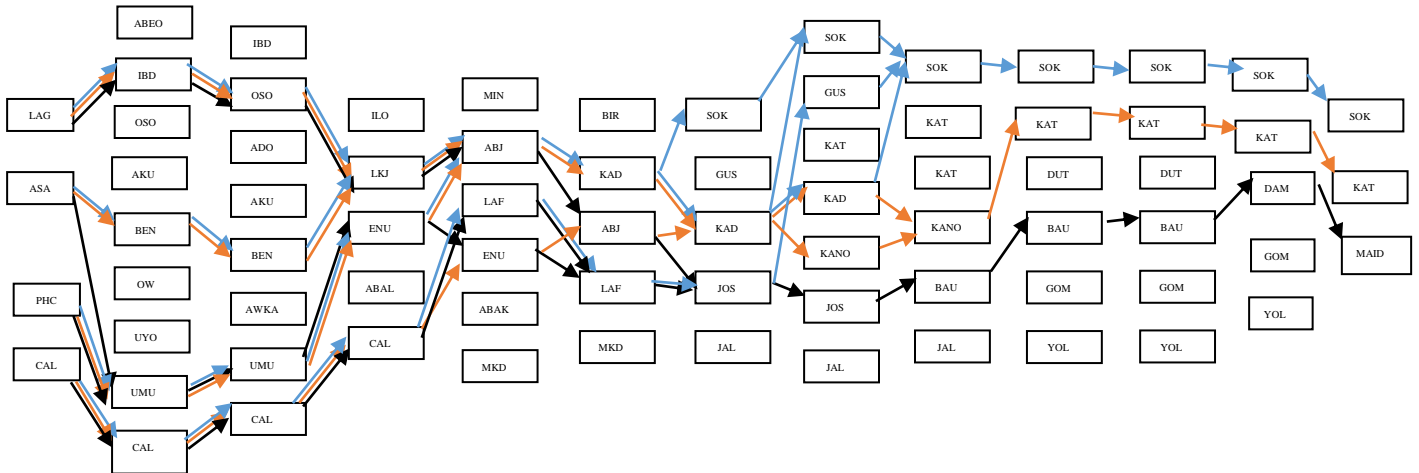 LAG
ASA
PHC
CAL
ABEO
IBD
OSO
AKU
BEN
OW
UYO
UMU
CAL
IBD
OSO
ADO
AKU
BEN
AWKA
UMU
CAL
ILO
LKJ
ENU
ABAL
CAL
MIN
ABJ
LAF
ENU
ABAK
MKD
BIR
KAD
ABJ
LAF
MKD
SOK
GUS
KAD
JOS
JAL
SOK
GUS
KAT
KAD
KANO
JOS
JAL
SOK
KAT
KAT
KANO
BAU
JAL
SOK
KAT
DUT
BAU
GOM
YOL
SOK
KAT
DUT
BAU
GOM
YOL
SOK
KAT
DAM
GOM
YOL
SOK
KAT
MAID